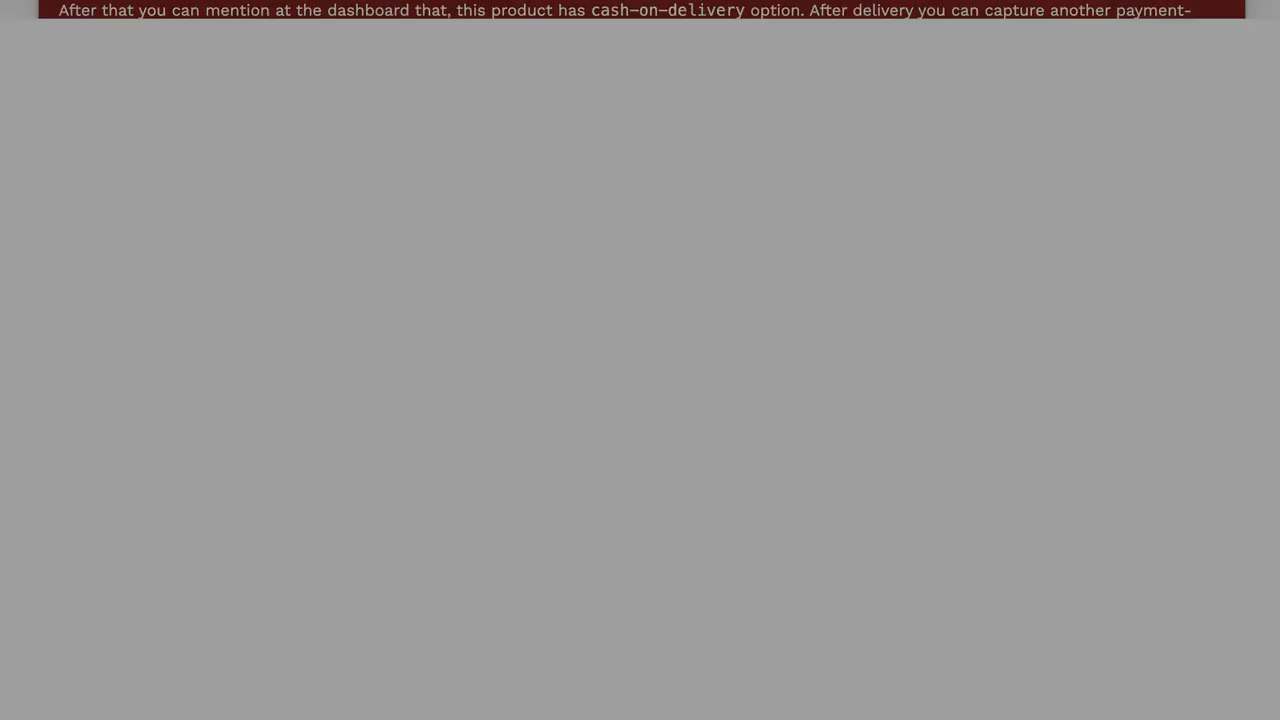 After that you can mention at the dashboard that, this product has cash-on-delivery option. After delivery you can capture another payment-